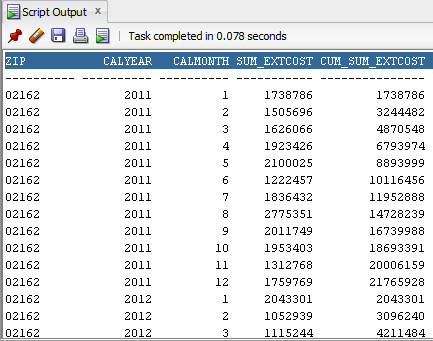 Script Output x
Task completed in 0.078 seconds
ZIP CALYEAR CALMONTH SUM_EXTCOST CUM_SUM_EXTCOST
---------- ---------- ---------- ----------- ---------------
02162 2011 1 1738786 1738786
02162 2011 2 1505696 3244482
02162 2011 3 1626066 4870548
02162 2011 4 1923426 6793974
02162 2011 5 2100025 8893999
02162 2011 6 1222457 10116456
02162 2011 7 1836432 11952888
02162 2011 8 2775351 14728239
02162 2011 9 2011749 16739988
02162 2011 10 1953403 18693391
02162 2011 11 1312768 20006159
02162 2011 12 1759769 21765928
02162 2012 1 2043301 2043301
02162 2012 2 1052939 3096240
02162 2012 3 1115244 4211484